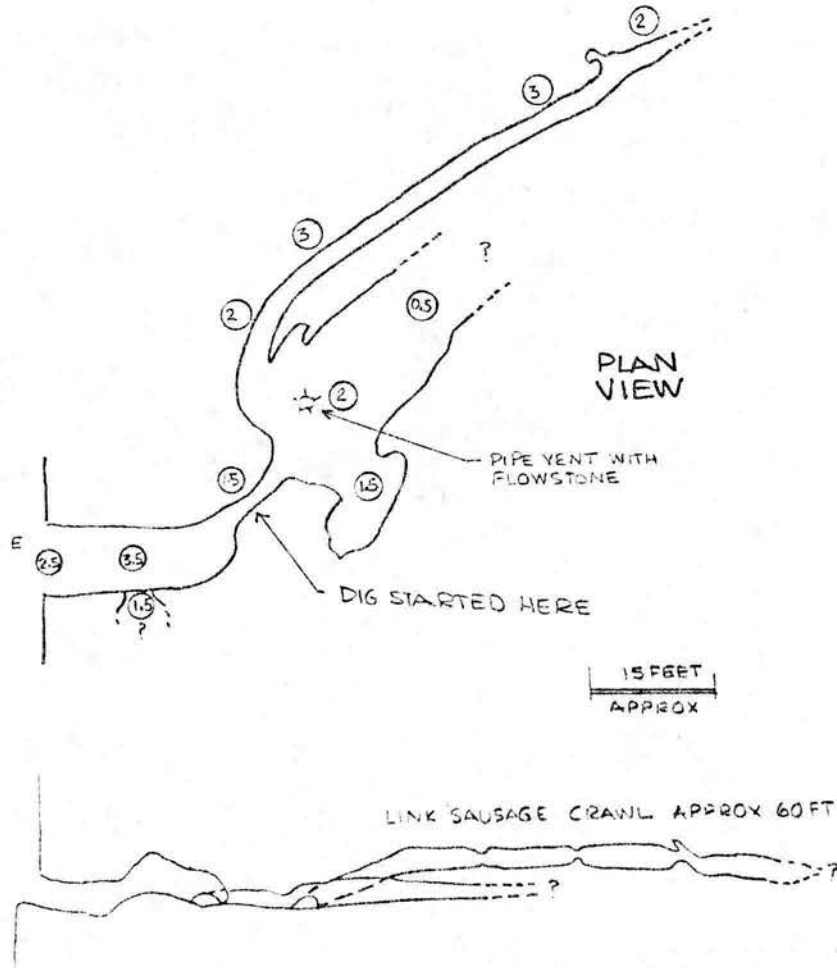 2
3
3
?
2
0.5
PLAN
VIEW
2
PIPE VENT WITH
FLOWSTONE
1.5
1.5
E
2.5
3.5
1.5
?
DIG STARTED HERE
15 FEET
APPROX
LINK SAUSAGE CRAWL APPROX 60 FT
?
?